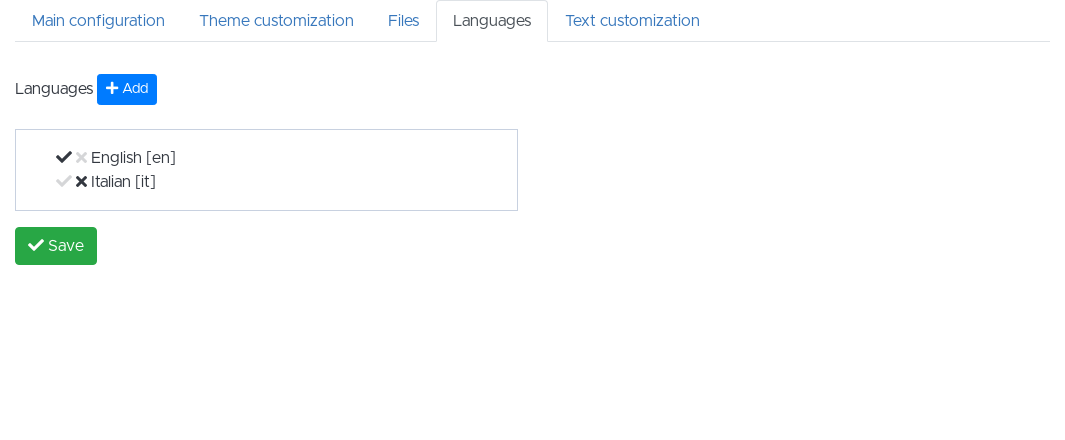 Main configuration Theme customization Files Languages Text customization
Languages Add
English [en]
Italian [it]
Save